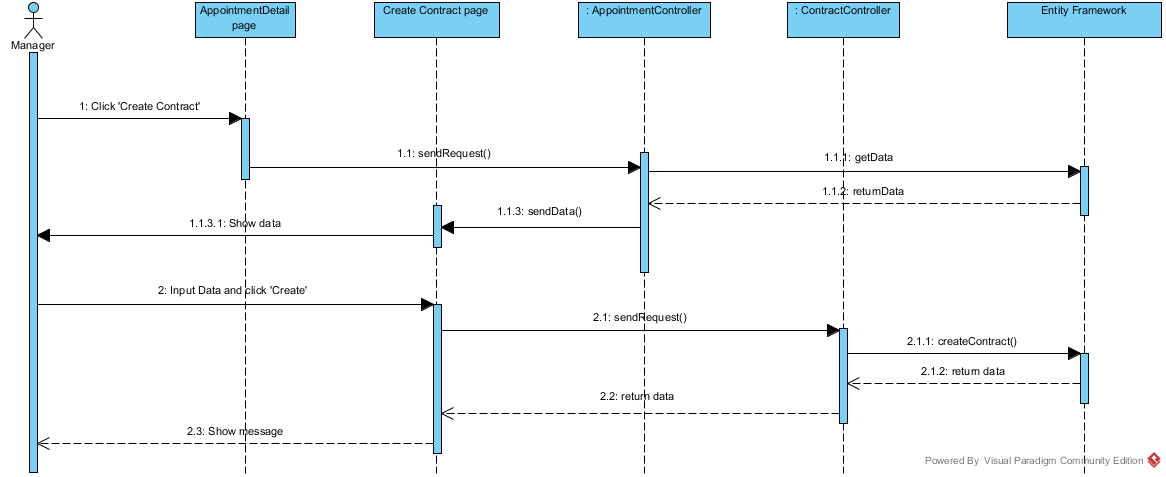 AppointmentDetail
page
Create Contract page
: AppointmentController
: ContractController
Entity Framework
Manager
1: Click 'Create Contract'
1.1: sendRequest()
1.1.1: getData
1.1.2: returnData
1.1.3: sendData()
1.1.3.1: Show data
2: Input Data and click 'Create'
2.1: sendRequest()
2.1.1: createContract()
2.1.2: return data
2.2: return data
2.3: Show message
Powered By Visual Paradigm Community Edition